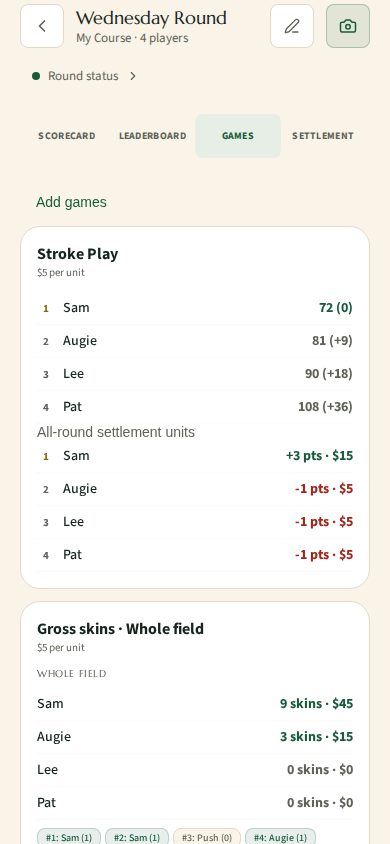 Wednesday Round
My Course · 4 players
Round status
SCORECARD LEADERBOARD GAMES SETTLEMENT
Add games
Stroke Play
$5 per unit
1 Sam 72 (0)
2 Augie 81 (+9)
3 Lee 90 (+18)
4 Pat 108 (+36)
All-round settlement units
1 Sam +3 pts · $15
2 Augie -1 pts · $5
3 Lee -1 pts · $5
4 Pat -1 pts · $5
Gross skins · Whole field
$5 per unit
WHOLE FIELD
Sam 9 skins · $45
Augie 3 skins · $15
Lee 0 skins · $0
Pat 0 skins · $0
#1: Sam (1) #2: Sam (1) #3: Push (0) #4: Augie (1)